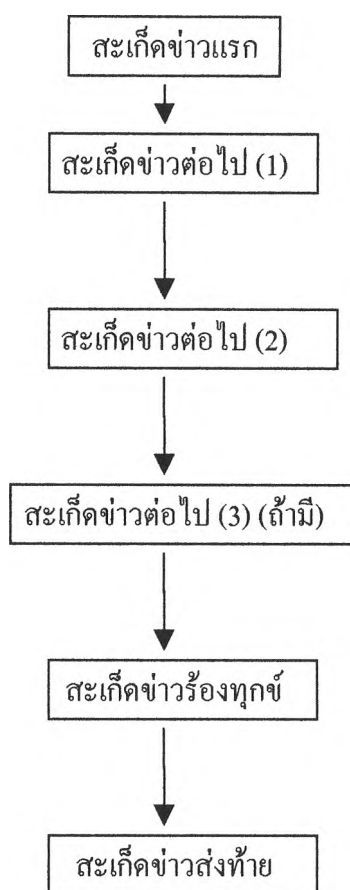 สะเก็ดข่าวแรก
สะเก็ดข่าวต่อไป (1)
สะเก็ดข่าวต่อไป (2)
สะเก็ดข่าวต่อไป (3) (ถ้ามี)
สะเก็ดข่าวร้องทุกข์
สะเก็ดข่าวส่งท้าย